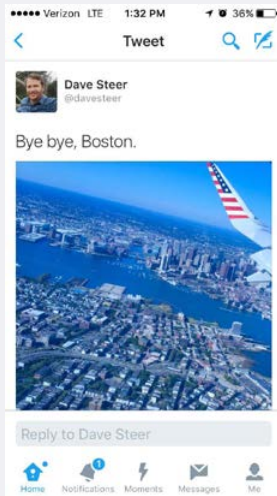 Verizon LTE 1:32 PM 36%
Tweet
Dave Steer
@davesteer
Bye bye, Boston.
Reply to Dave Steer
1
Home Notifications Moments Messages Me